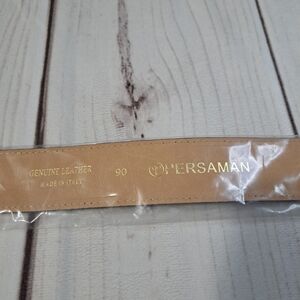 GENUINE LEATHER 90 PERSAMAN
MADE IN ITALY